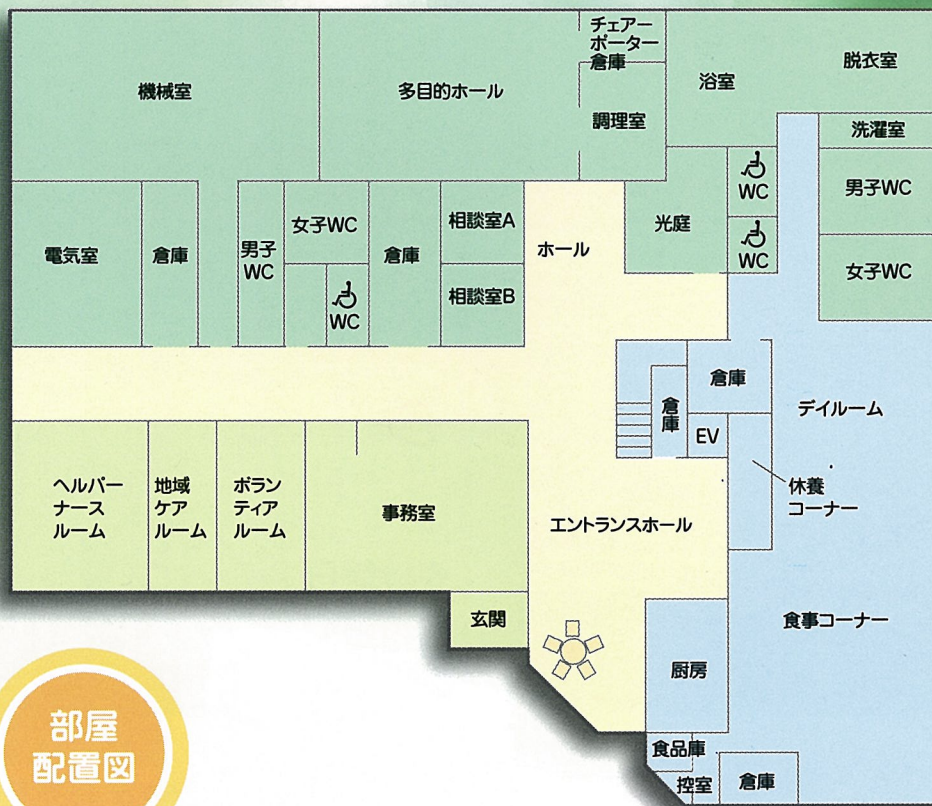 機械室
多目的ホール
チェアー
ポーター
倉庫
調理室
浴室
脱衣室
洗濯室
男子WC
女子WC
WC
WC
光庭
電気室
倉庫
男子
WC
女子WC
WC
倉庫
相談室A
相談室B
ホール
倉庫
倉庫
EV
デイルーム
休養
コーナー
ヘルパー
ナース
ルーム
地域
ケア
ルーム
ボラン
ティア
ルーム
事務室
エントランスホール
玄関
食事コーナー
厨房
食品庫
控室
倉庫
部屋
配置図